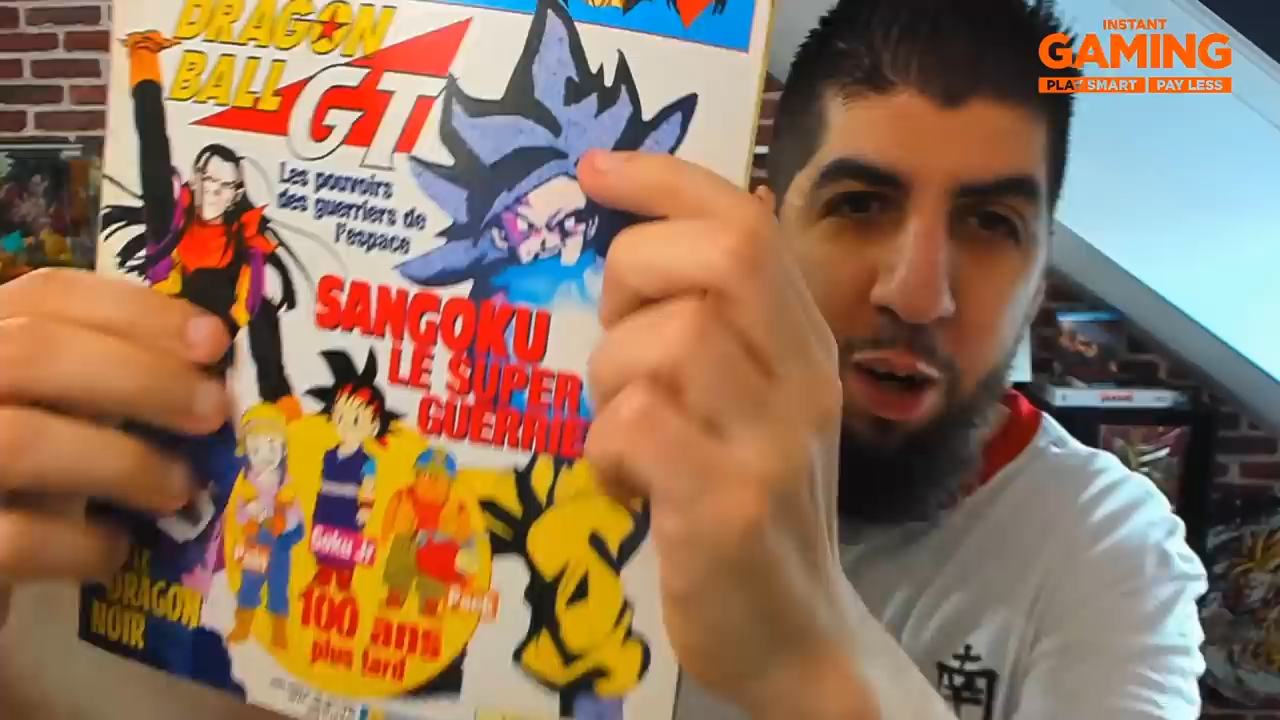 INSTANT
GAMING
PLAY SMART PAY LESS
DRAGON
BALL
GT
Les pouvoirs
des guerriers de
l'espace
SANGOKU
LE SUPER
GUERRIE
Goku Jr
100 ans
plus tard
DRAGON
NOIR
南